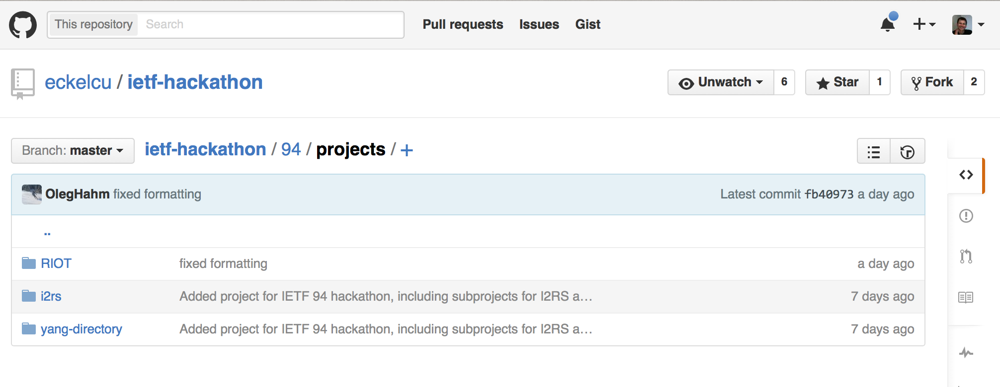 This repository Search Pull requests Issues Gist
eckelcu / ietf-hackathon Unwatch 6 Star 1 Fork 2
Branch: master ietf-hackathon / 94 / projects / +
OlegHahm fixed formatting Latest commit fb40973 a day ago
..
RIOT fixed formatting a day ago
i2rs Added project for IETF 94 hackathon, including subprojects for I2RS a… 7 days ago
yang-directory Added project for IETF 94 hackathon, including subprojects for I2RS a… 7 days ago